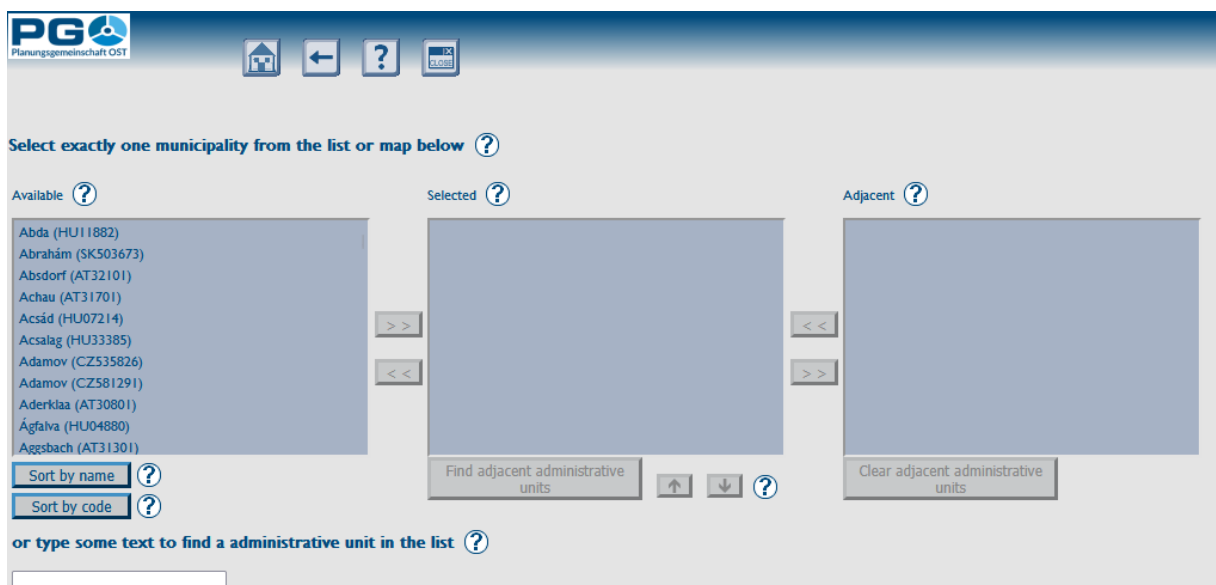 PGO
Planungsgemeinschaft OST
?
CLOSE
Select exactly one municipality from the list or map below ?
Available ?
Selected ?
Adjacent ?
Abda (HU11882)
Abrahám (SK503673)
Absdorf (AT32101)
Achau (AT31701)
Acsád (HU07214)
Acsalag (HU33385)
Adamov (CZ535826)
Adamov (CZ581291)
Aderklaa (AT30801)
Ágfalva (HU04880)
Aggsbach (AT31301)
> >
< <
< <
> >
Sort by name ?
Sort by code ?
Find adjacent administrative
units
?
Clear adjacent administrative
units
or type some text to find a administrative unit in the list ?